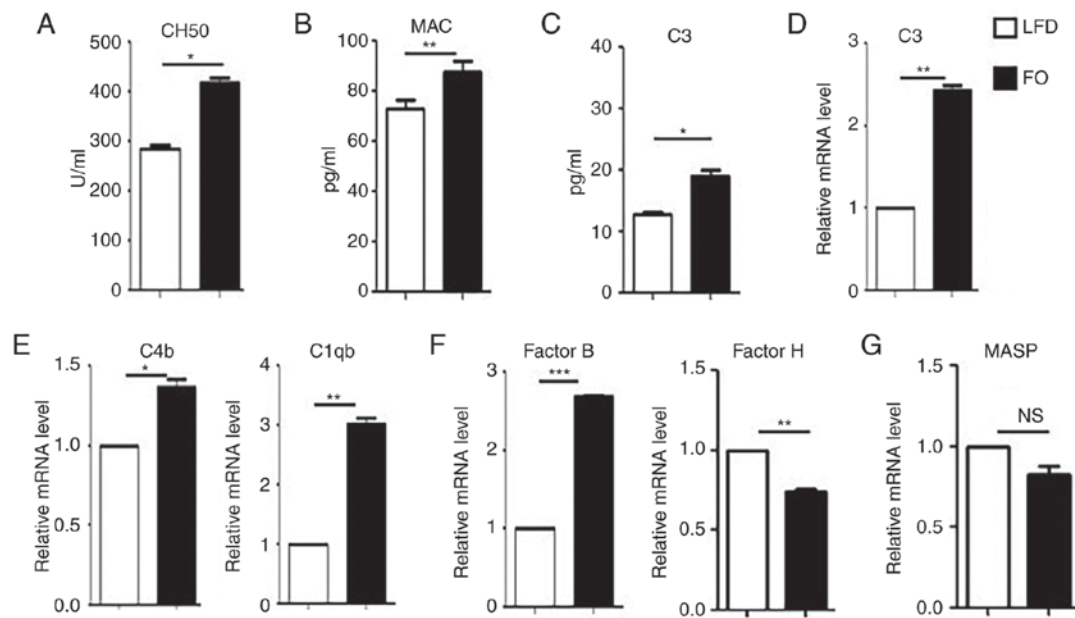 A
CH50
U/ml
500
400
300
200
100
0
*
B
MAC
pg/ml
100
80
60
40
20
0
**
C
C3
pg/ml
40
30
20
10
0
*
D
C3
Relative mRNA level
3
2
1
0
**
LFD
FO
E
C4b
Relative mRNA level
1.5
1.0
0.5
0.0
*
C1qb
Relative mRNA level
4
3
2
1
0
**
F
Factor B
Relative mRNA level
3
2
1
0
***
Factor H
Relative mRNA level
1.5
1.0
0.5
0.0
**
G
MASP
Relative mRNA level
1.5
1.0
0.5
0.0
NS